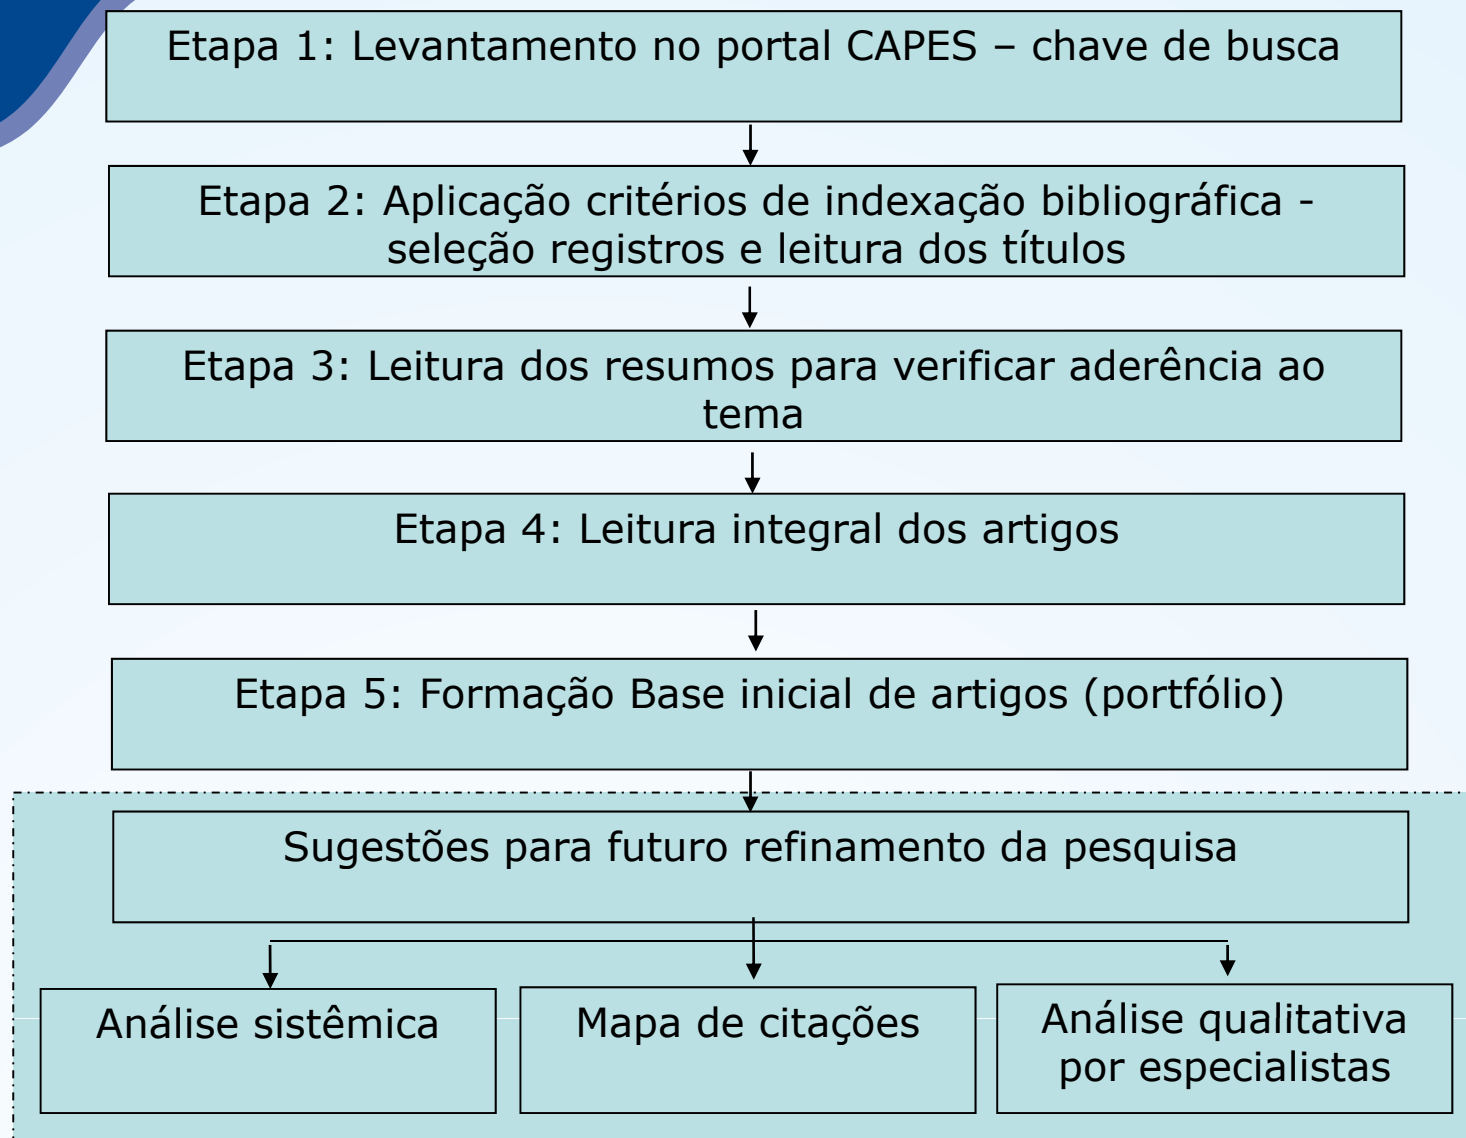 Etapa 1: Levantamento no portal CAPES – chave de busca
Etapa 2: Aplicação critérios de indexação bibliográfica -
seleção registros e leitura dos títulos
Etapa 3: Leitura dos resumos para verificar aderência ao
tema
Etapa 4: Leitura integral dos artigos
Etapa 5: Formação Base inicial de artigos (portfólio)
Sugestões para futuro refinamento da pesquisa
Análise sistêmica
Mapa de citações
Análise qualitativa
por especialistas